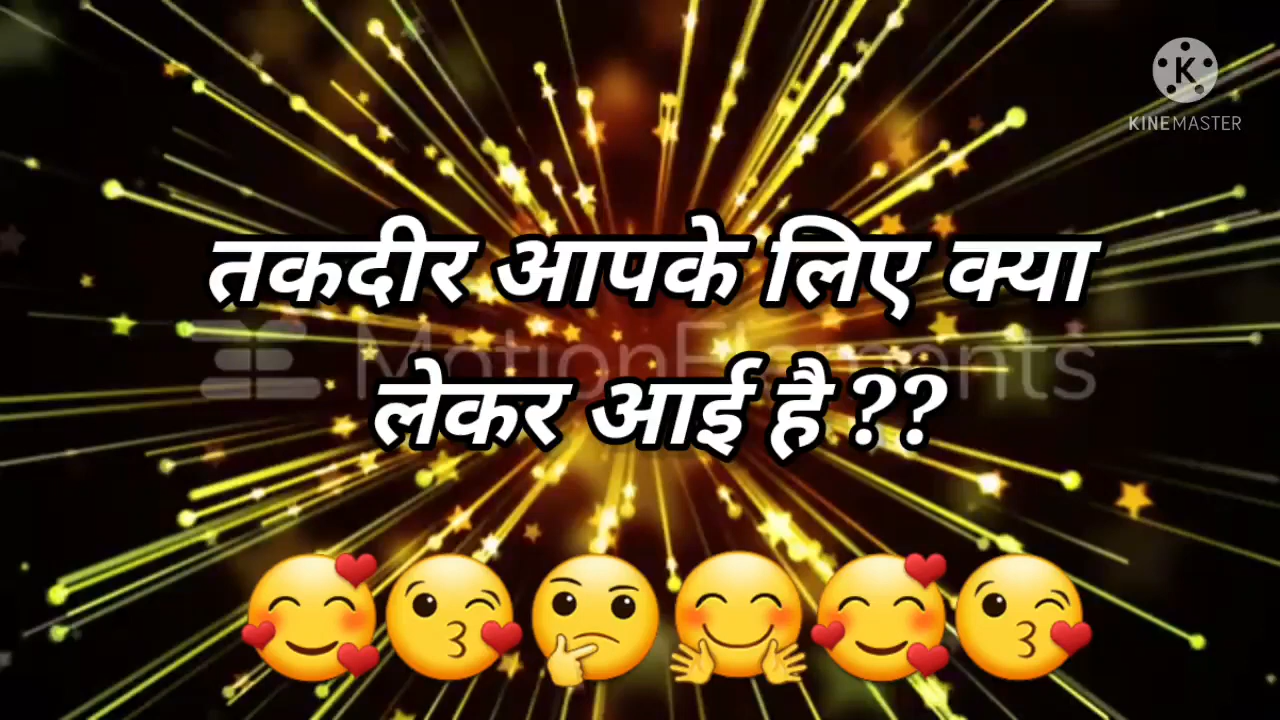 KINEMASTER
तकदीर आपके लिए क्या
MotionElements
लेकर आई है ??